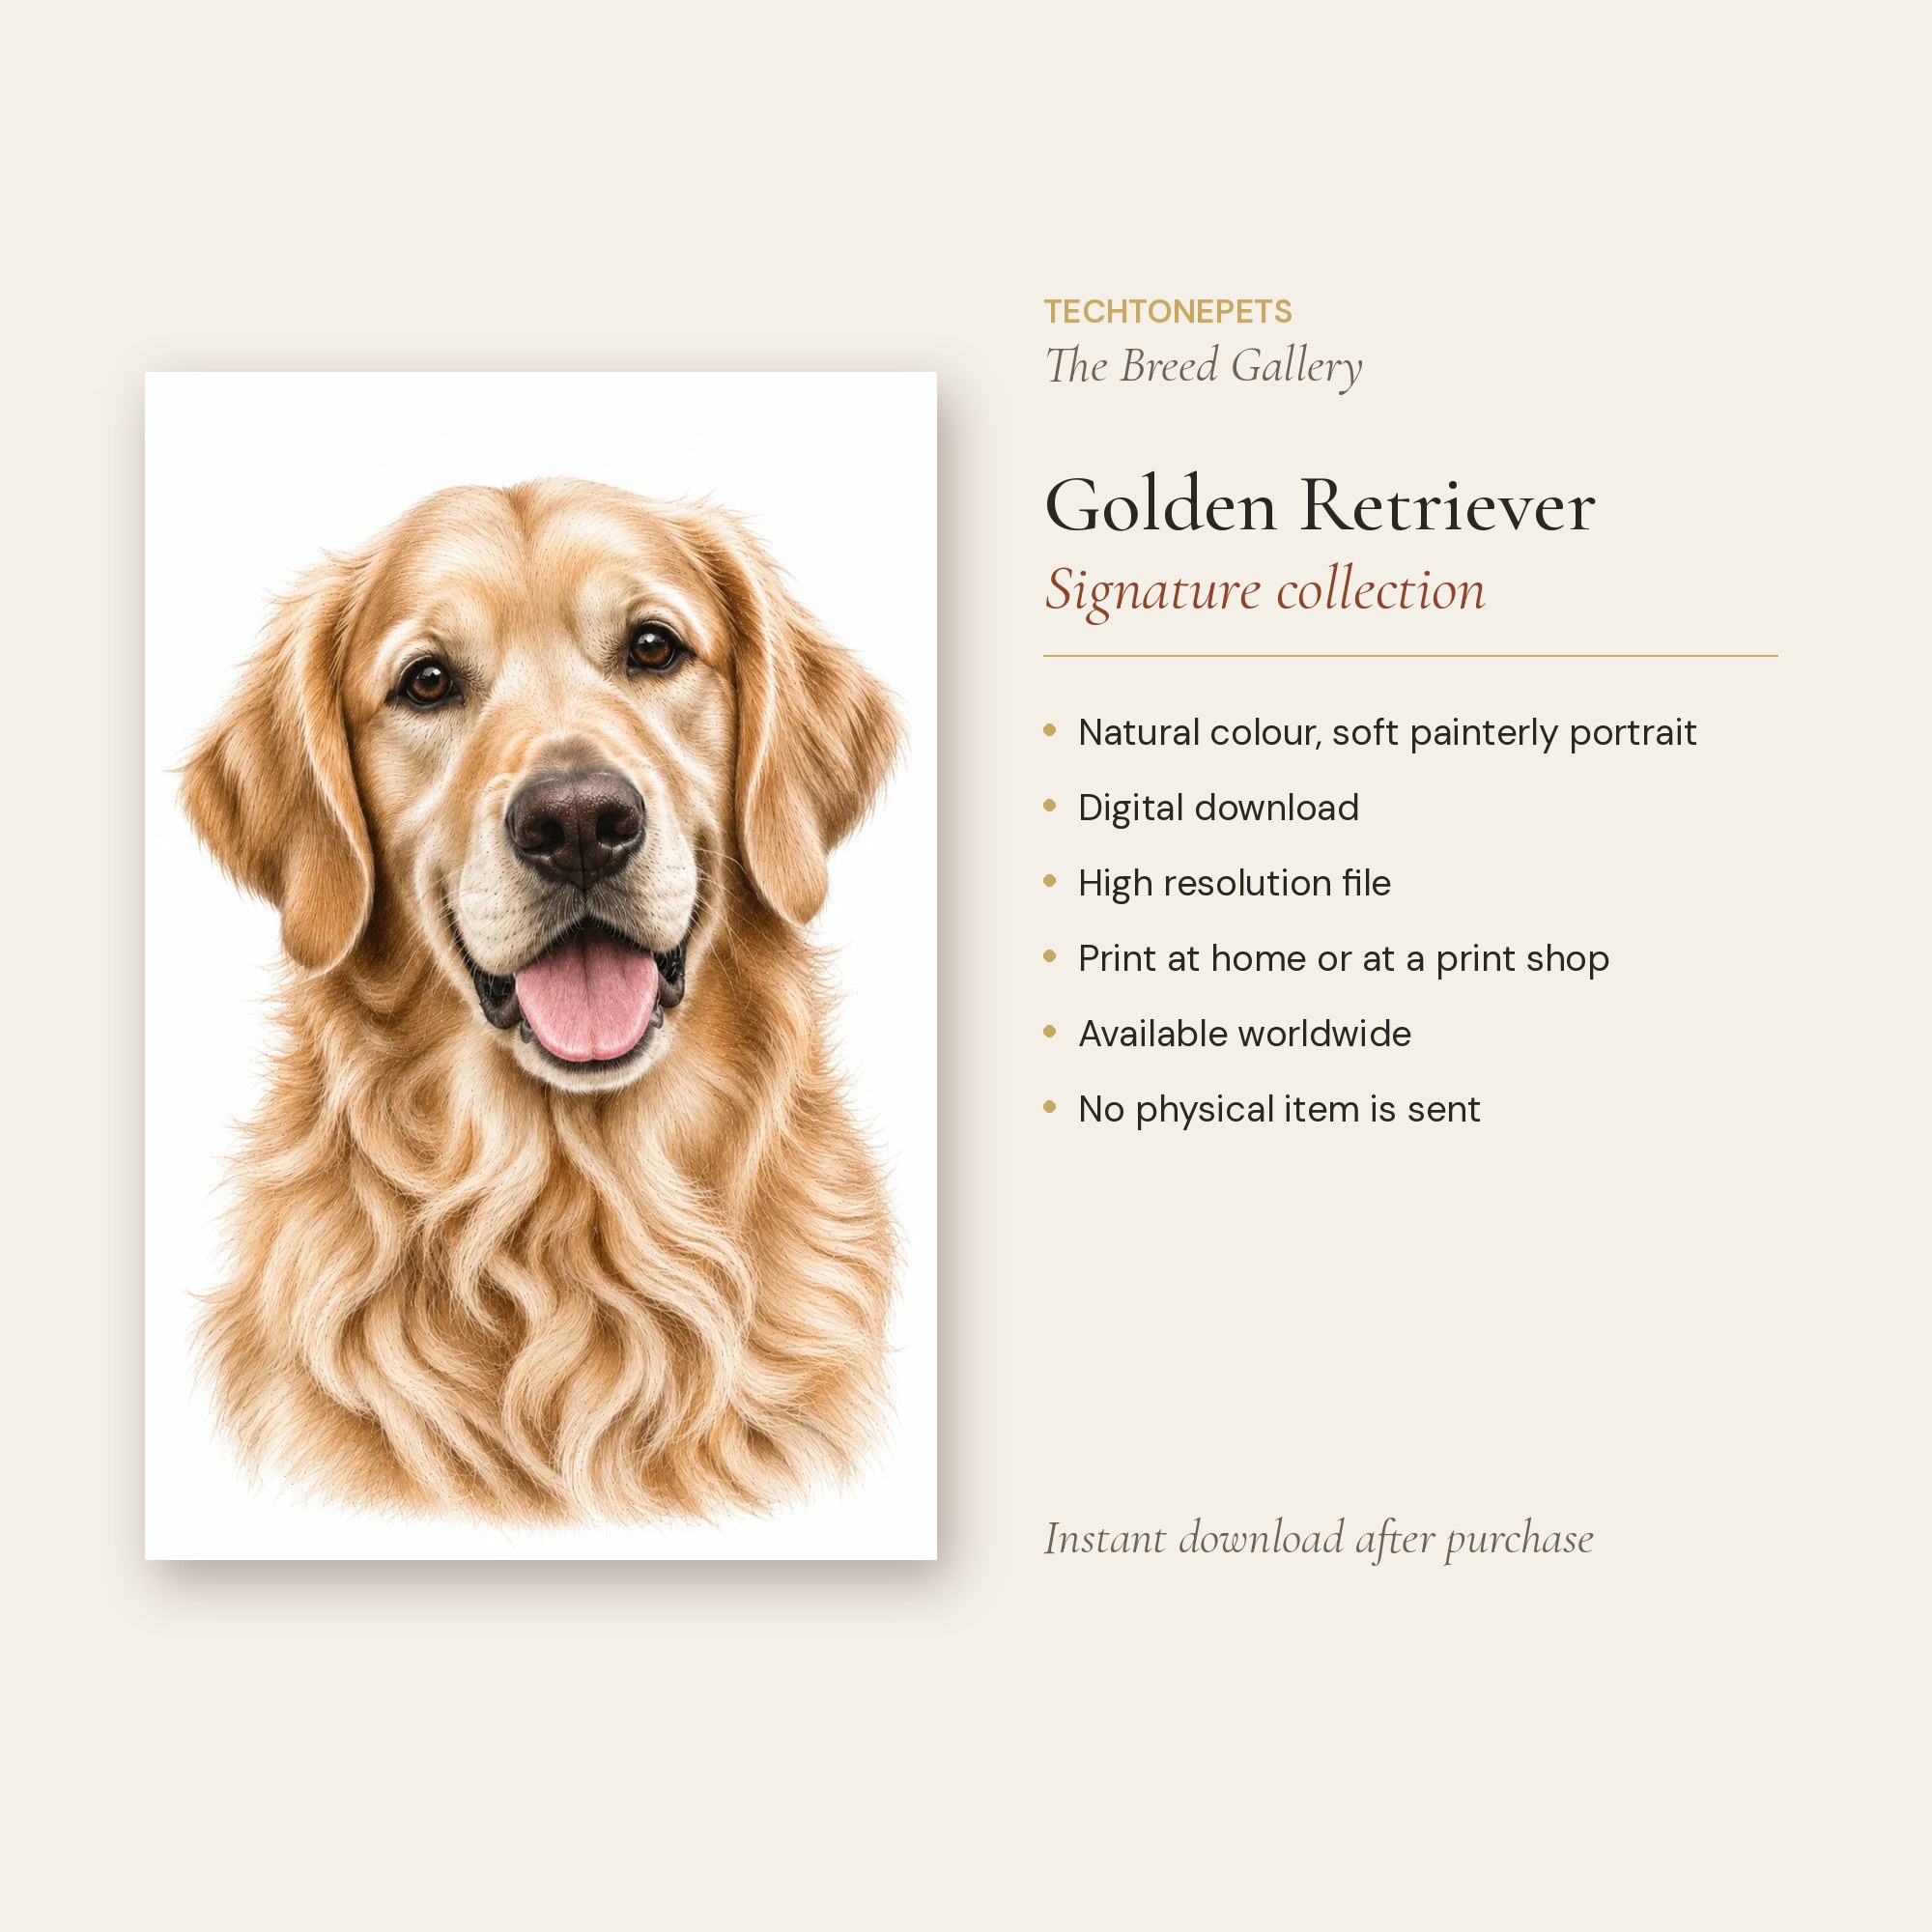 TECHTONEPETS
The Breed Gallery
Golden Retriever
Signature collection
Natural colour, soft painterly portrait
Digital download
High resolution file
Print at home or at a print shop
Available worldwide
No physical item is sent
Instant download after purchase